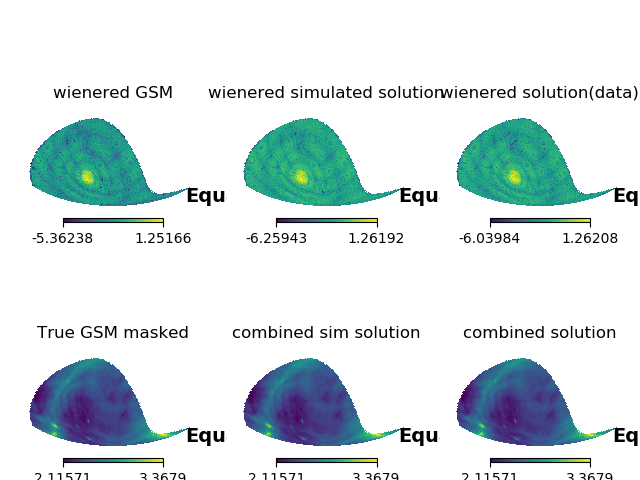 wienered GSM
wienered simulated solution
wienered solution(data)
Equ
Equ
Eq
-5.36238 1.25166
-6.25943 1.26192
-6.03984 1.26208
True GSM masked
combined sim solution
combined solution
Equ
Equ
Eq
2.11571 3.3679
2.11571 3.3679
2.11571 3.3679